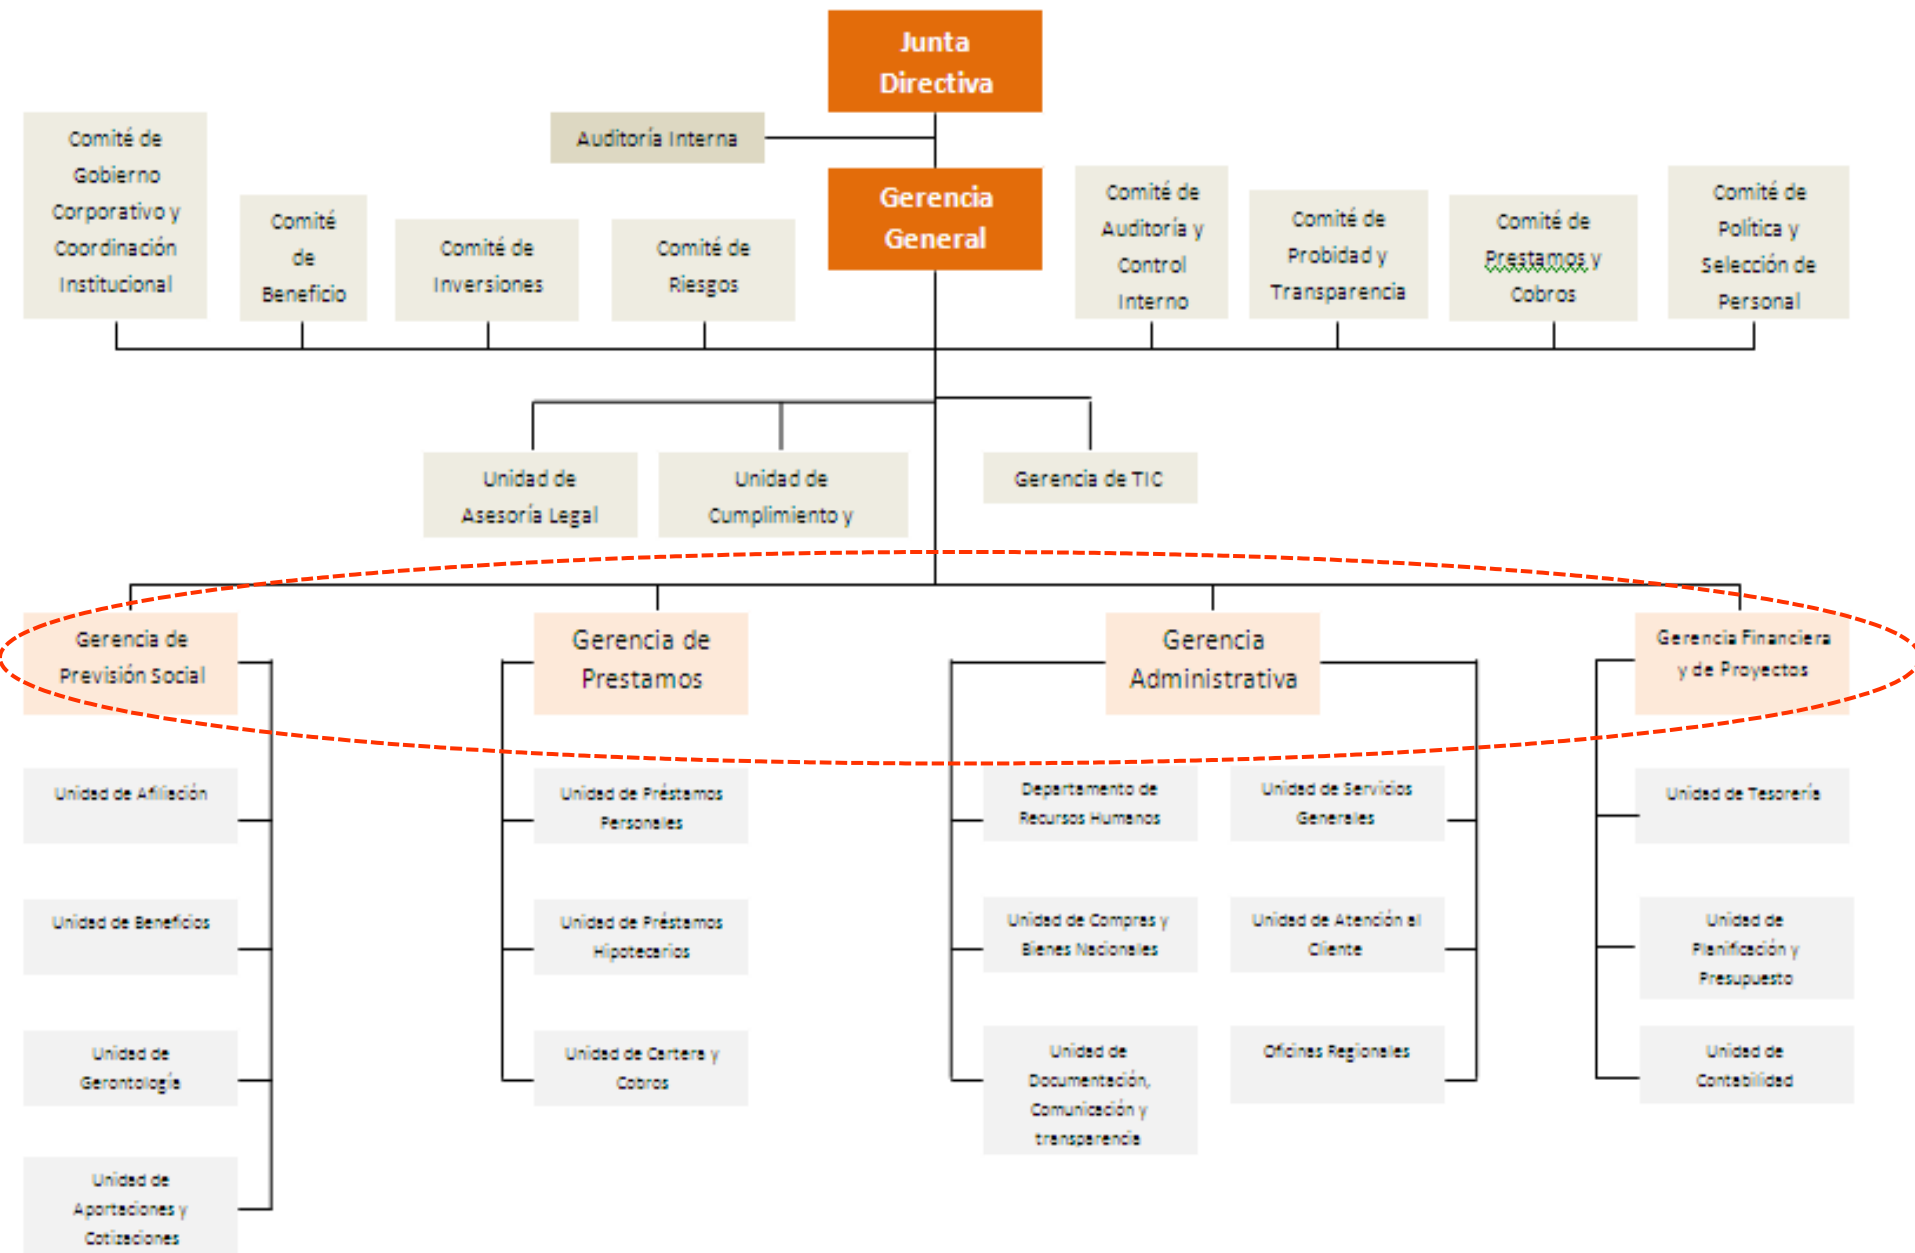 Junta
Directiva
Auditoría Interna
Gerencia
General
Comité de
Gobierno
Corporativo y
Coordinación
Institucional
Comité
de
Beneficio
Comité de
Inversiones
Comité de
Riesgos
Comité de
Auditoría y
Control
Interno
Comité de
Probidad y
Transparencia
Comité de
Prestamos y
Cobros
Comité de
Política y
Selección de
Personal
Unidad de
Asesoría Legal
Unidad de
Cumplimiento y
Gerencia de TIC
Gerencia de
Previsión Social
Gerencia de
Prestamos
Gerencia
Administrativa
Gerencia Financiera
y de Proyectos
Unidad de Afiliación
Unidad de Beneficios
Unidad de
Gerontología
Unidad de
Aportaciones y
Cotizaciones
Unidad de Préstamos
Personales
Unidad de Préstamos
Hipotecarios
Unidad de Cartera y
Cobros
Departamento de
Recursos Humanos
Unidad de Compras y
Bienes Nacionales
Unidad de
Documentación,
Comunicación y
transparencia
Unidad de Servicios
Generales
Unidad de Atención al
Cliente
Oficinas Regionales
Unidad de Tesorería
Unidad de
Planificación y
Presupuesto
Unidad de
Contabilidad